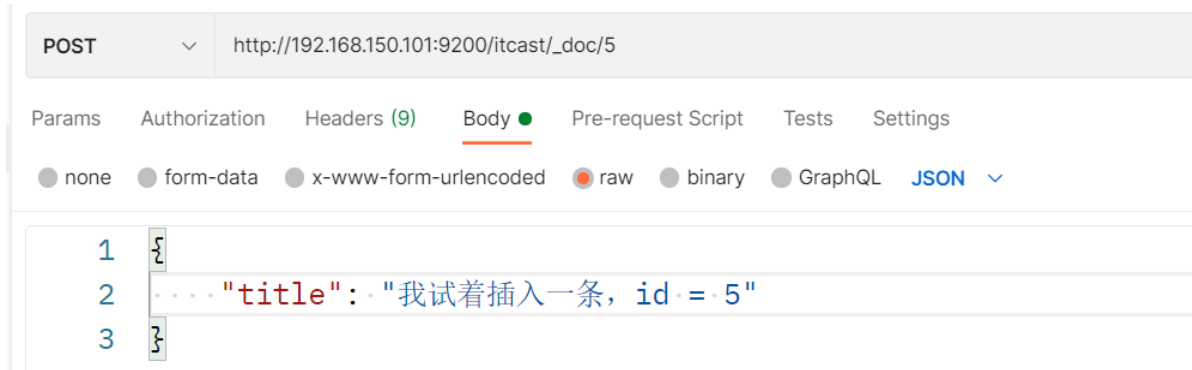 POST http://192.168.150.101:9200/itcast/_doc/5
Params Authorization Headers (9) Body Pre-request Script Tests Settings
none form-data x-www-form-urlencoded raw binary GraphQL JSON
1 {
2 "title": "我试着插入一条，id = 5"
3 }